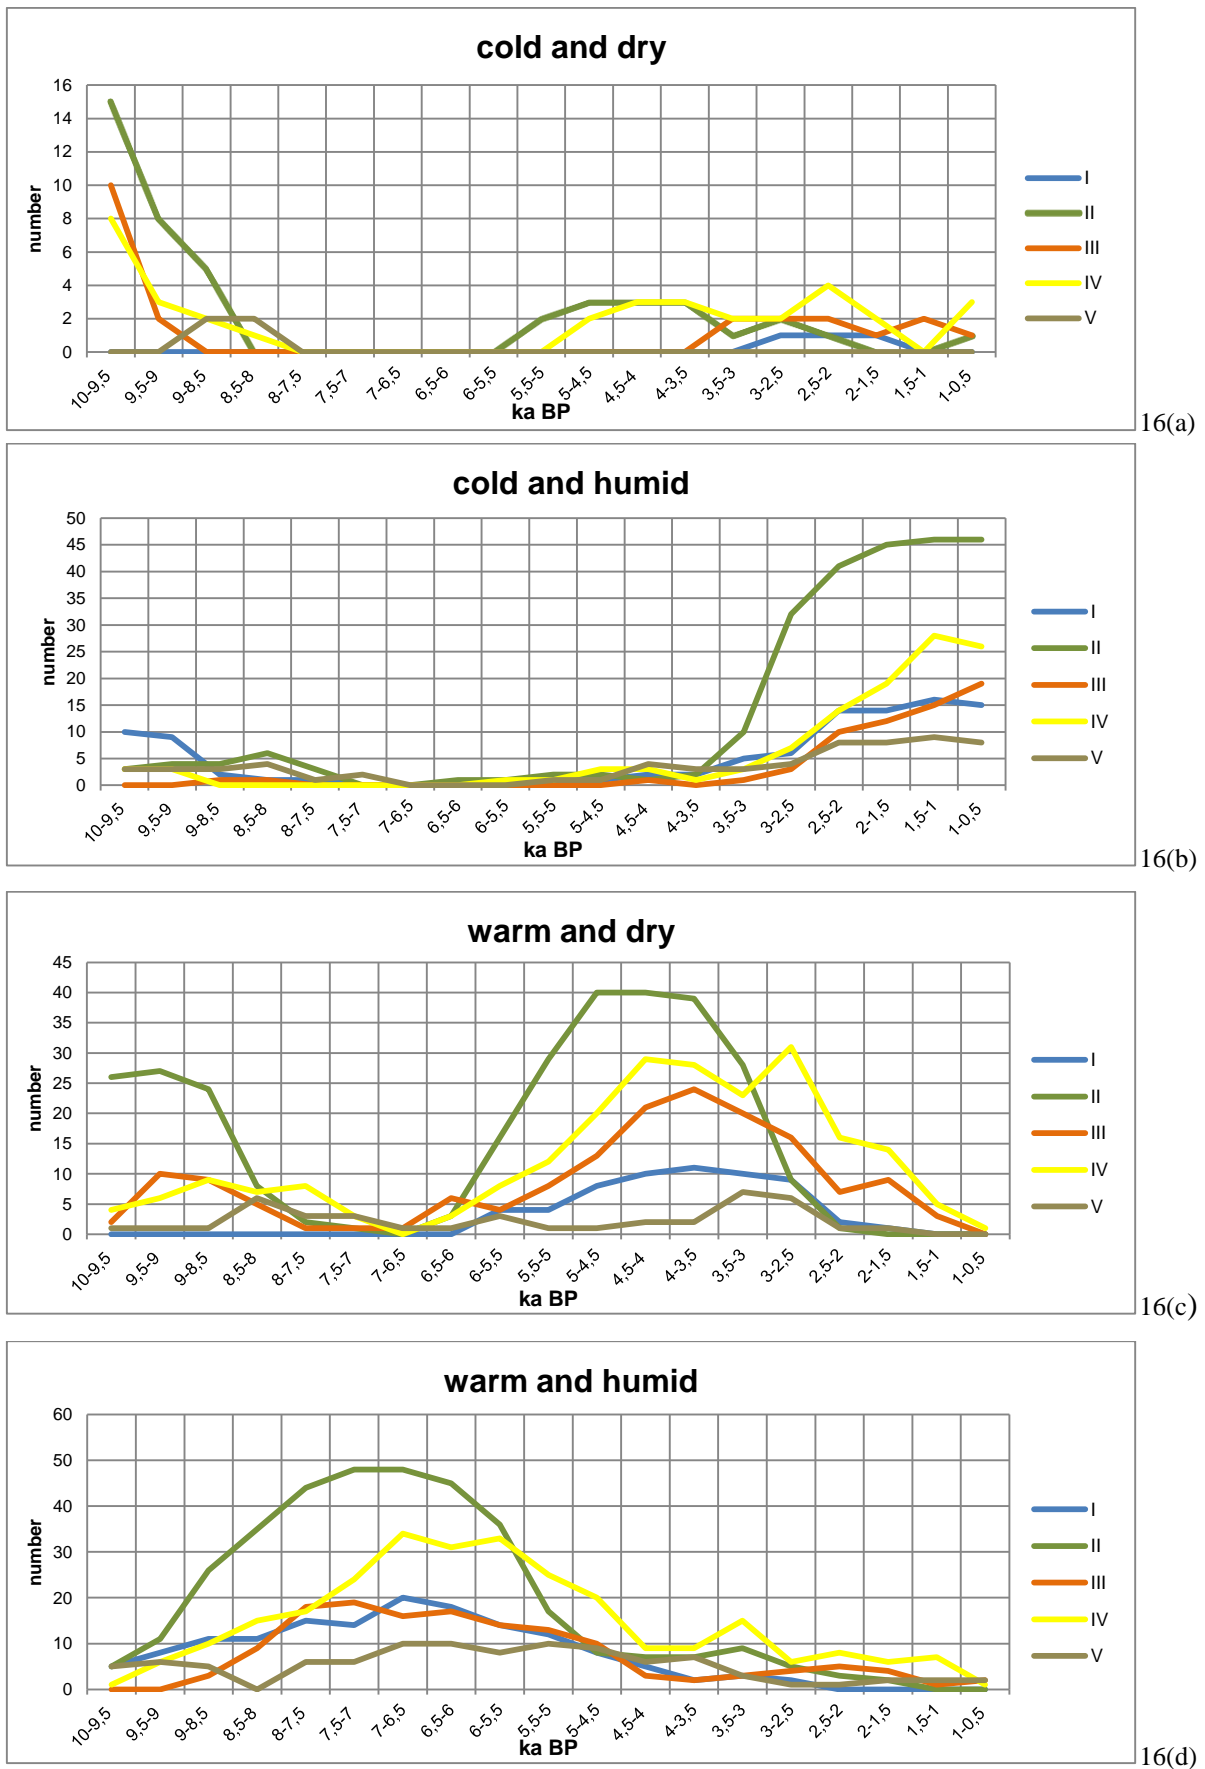 cold and dry
16
14
12
10
8
6
4
2
0
number
10-9,5 9,5-9 9-8,5 8,5-8 8-7,5 7,5-7 7-6,5 6,5-6 6-5,5 5,5-5 5-4,5 4,5-4 4-3,5 3,5-3 3-2,5 2,5-2 2-1,5 1,5-1 1-0,5
ka BP
I
II
III
IV
V
16(a)
cold and humid
50
45
40
35
30
25
20
15
10
5
0
number
10-9,5 9,5-9 9-8,5 8,5-8 8-7,5 7,5-7 7-6,5 6,5-6 6-5,5 5,5-5 5-4,5 4,5-4 4-3,5 3,5-3 3-2,5 2,5-2 2-1,5 1,5-1 1-0,5
ka BP
I
II
III
IV
V
16(b)
warm and dry
45
40
35
30
25
20
15
10
5
0
number
10-9,5 9,5-9 9-8,5 8,5-8 8-7,5 7,5-7 7-6,5 6,5-6 6-5,5 5,5-5 5-4,5 4,5-4 4-3,5 3,5-3 3-2,5 2,5-2 2-1,5 1,5-1 1-0,5
ka BP
I
II
III
IV
V
16(c)
warm and humid
60
50
40
30
20
10
0
number
10-9,5 9,5-9 9-8,5 8,5-8 8-7,5 7,5-7 7-6,5 6,5-6 6-5,5 5,5-5 5-4,5 4,5-4 4-3,5 3,5-3 3-2,5 2,5-2 2-1,5 1,5-1 1-0,5
ka BP
I
II
III
IV
V
16(d)